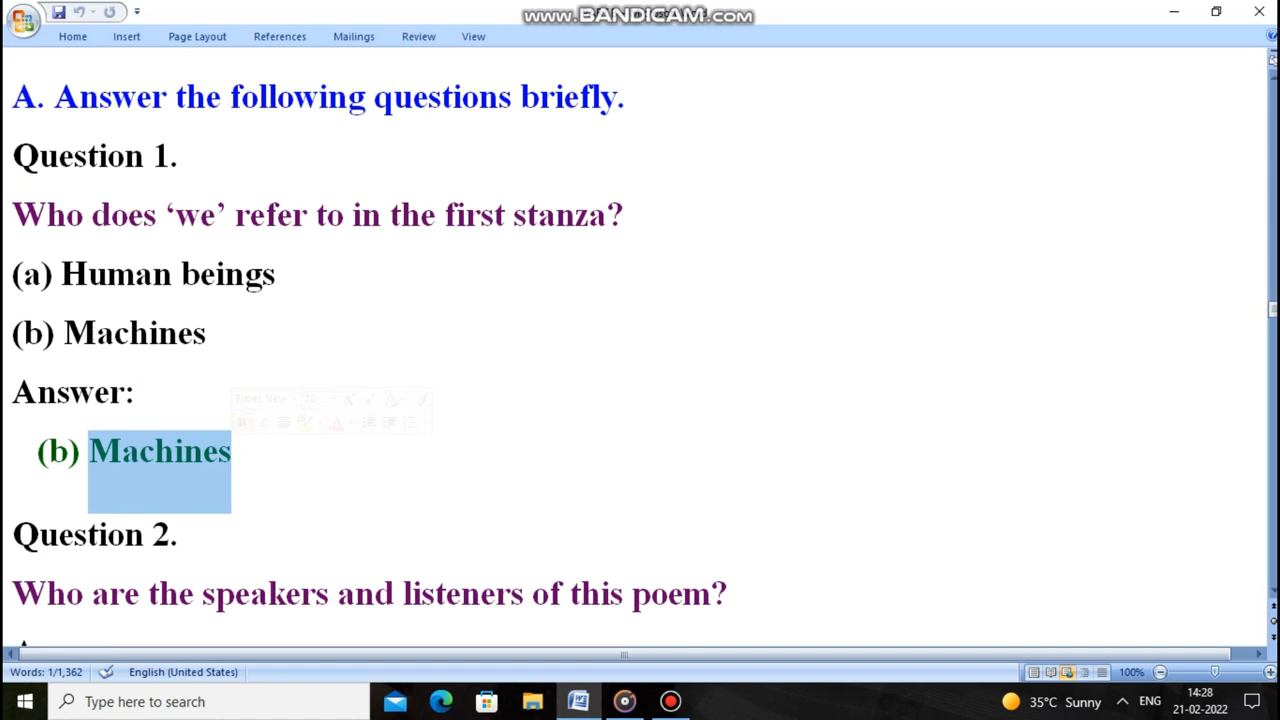 www.BANDICAM.com
Home Insert Page Layout References Mailings Review View
A. Answer the following questions briefly.
Question 1.
Who does ‘we’ refer to in the first stanza?
(a) Human beings
(b) Machines
Answer:
(b) Machines
Question 2.
Who are the speakers and listeners of this poem?
Words: 1/1,362 English (United States) 100%
Type here to search 35°C Sunny ENG 14:28
21-02-2022